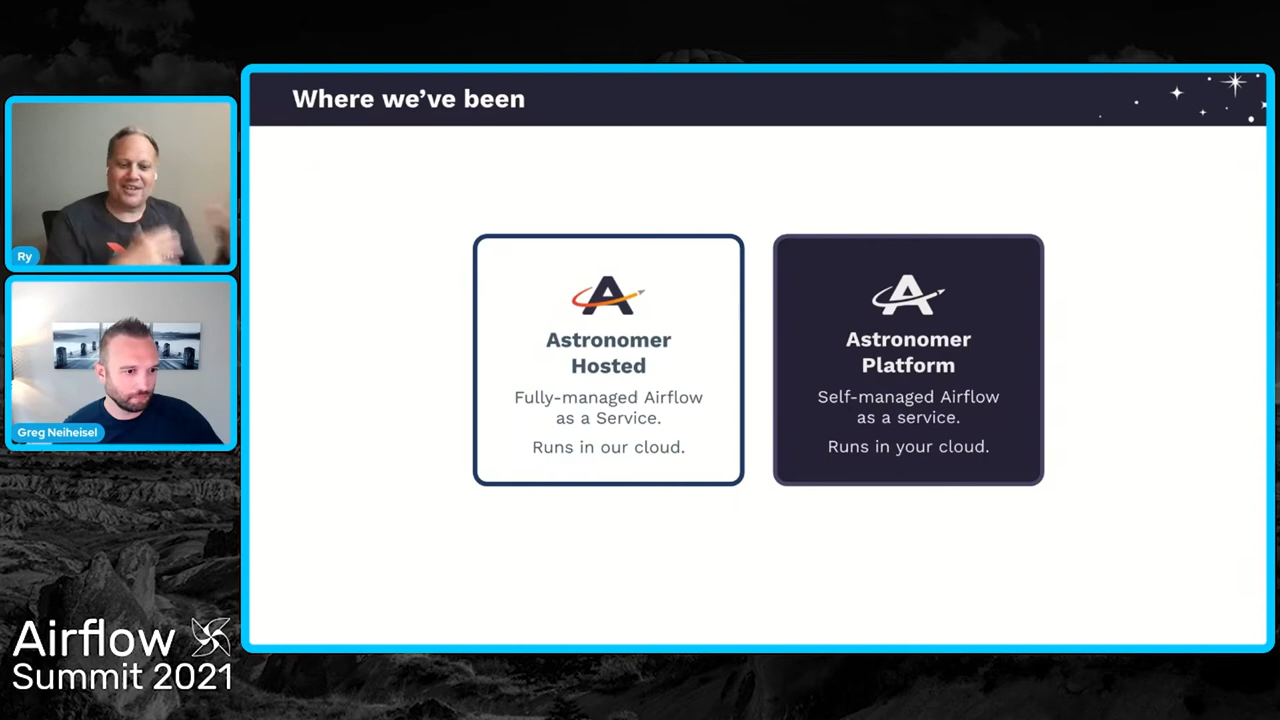 Where we've been
Ry
Greg Neiheisel
Astronomer
Hosted
Fully-managed Airflow
as a Service.
Runs in our cloud.
Astronomer
Platform
Self-managed Airflow
as a service.
Runs in your cloud.
Airflow
Summit 2021